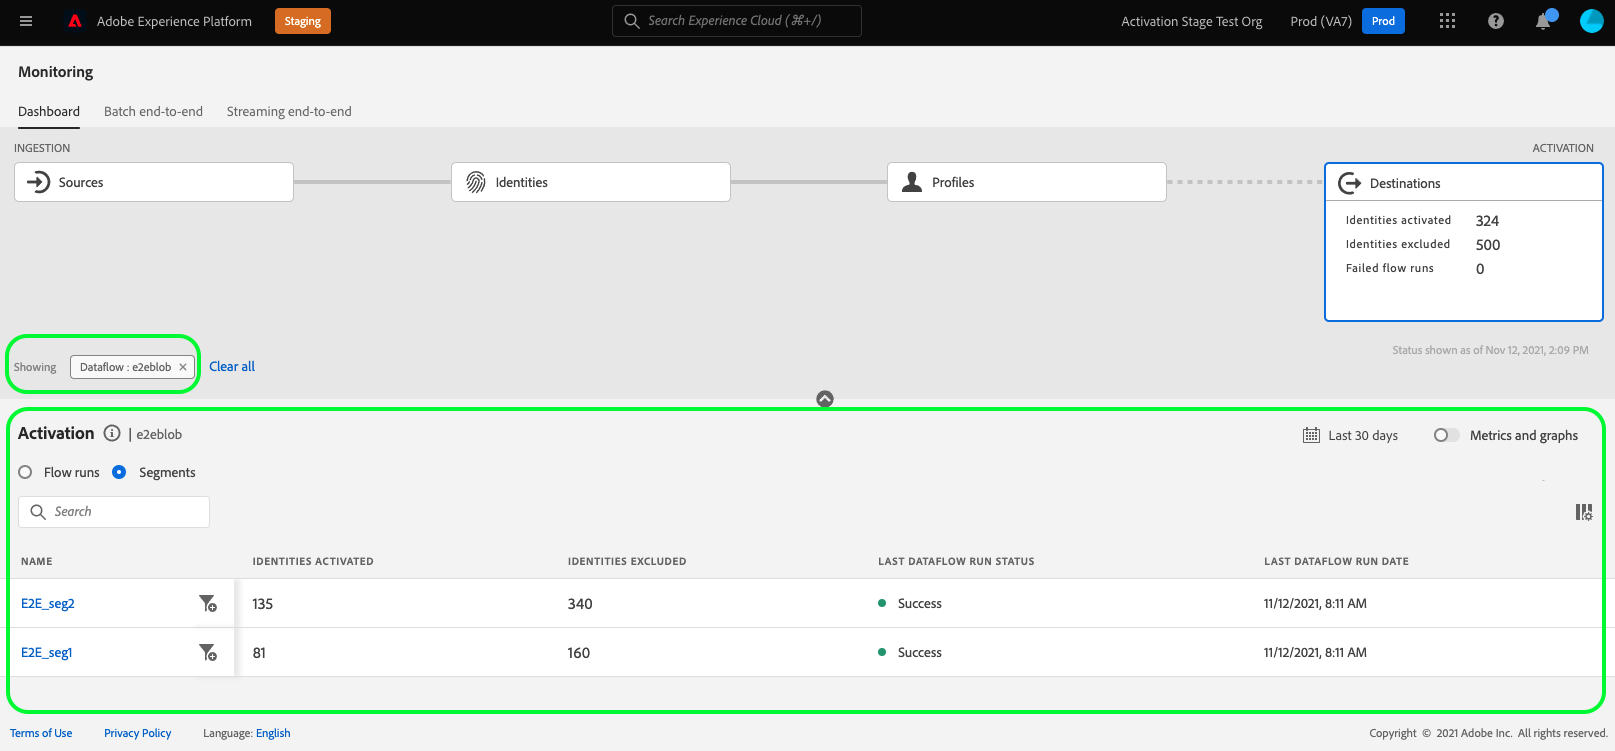 Adobe Experience Platform Staging Search Experience Cloud (⌘+/) Activation Stage Test Org Prod (VA7) Prod
Monitoring
Dashboard Batch end-to-end Streaming end-to-end
INGESTION ACTIVATION
Sources Identities Profiles Destinations
Identities activated 324
Identities excluded 500
Failed flow runs 0
Status shown as of Nov 12, 2021, 2:09 PM
Showing Dataflow : e2eblob × Clear all
Activation | e2eblob Last 30 days Metrics and graphs
Flow runs Segments
Search
NAME IDENTITIES ACTIVATED IDENTITIES EXCLUDED LAST DATAFLOW RUN STATUS LAST DATAFLOW RUN DATE
E2E_seg2 135 340 Success 11/12/2021, 8:11 AM
E2E_seg1 81 160 Success 11/12/2021, 8:11 AM
Terms of Use Privacy Policy Language: English Copyright © 2021 Adobe Inc. All rights reserved.